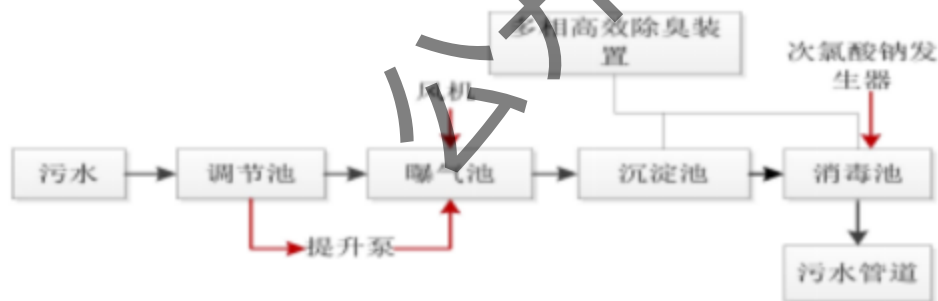 多相高效除臭装
置
次氯酸钠发
生器
风机
污水
调节池
曝气池
沉淀池
消毒池
提升泵
污水管道